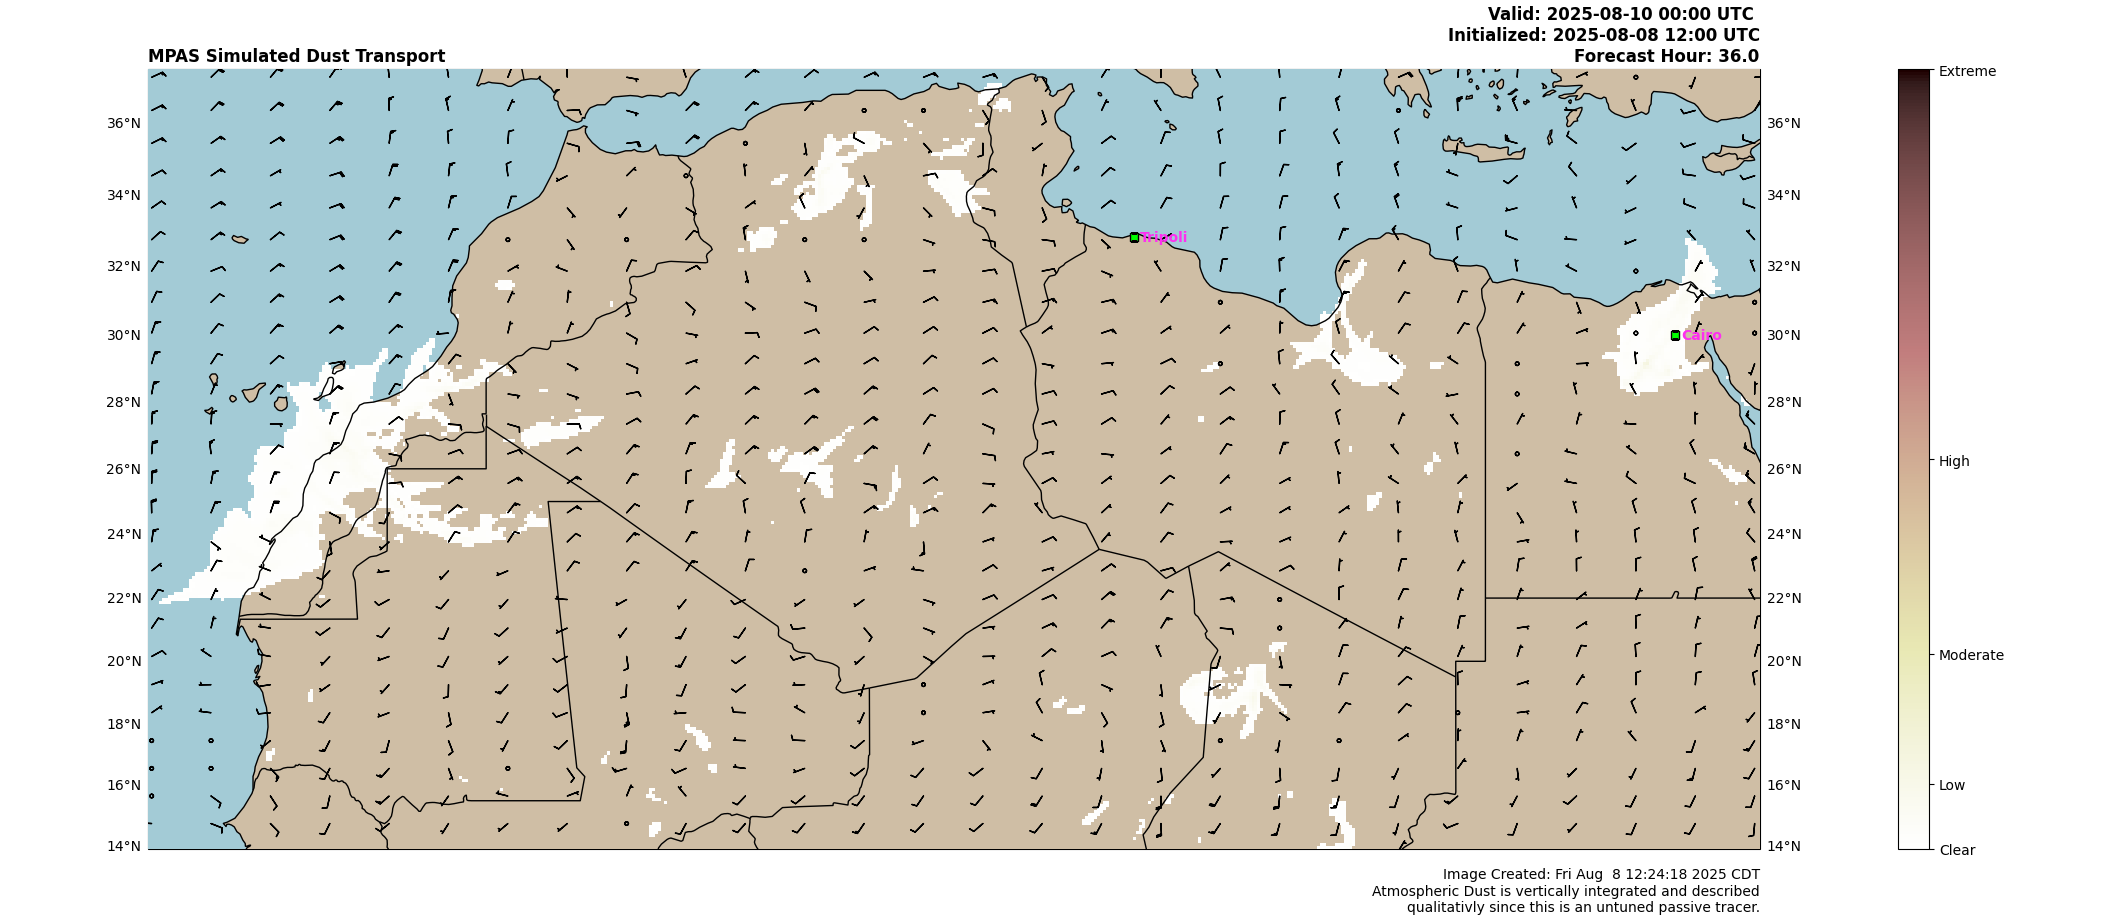 Valid: 2025-08-10 00:00 UTC
Initialized: 2025-08-08 12:00 UTC
MPAS Simulated Dust Transport
Forecast Hour: 36.0
Extreme
36°N
36°N
34°N
34°N
Tripoli
32°N
32°N
30°N
Cairo
30°N
28°N
28°N
26°N
26°N
High
24°N
24°N
22°N
22°N
20°N
20°N
Moderate
18°N
18°N
16°N
16°N
Low
14°N
14°N
Clear
Image Created: Fri Aug  8 12:24:18 2025 CDT
Atmospheric Dust is vertically integrated and described
qualitativly since this is an untuned passive tracer.